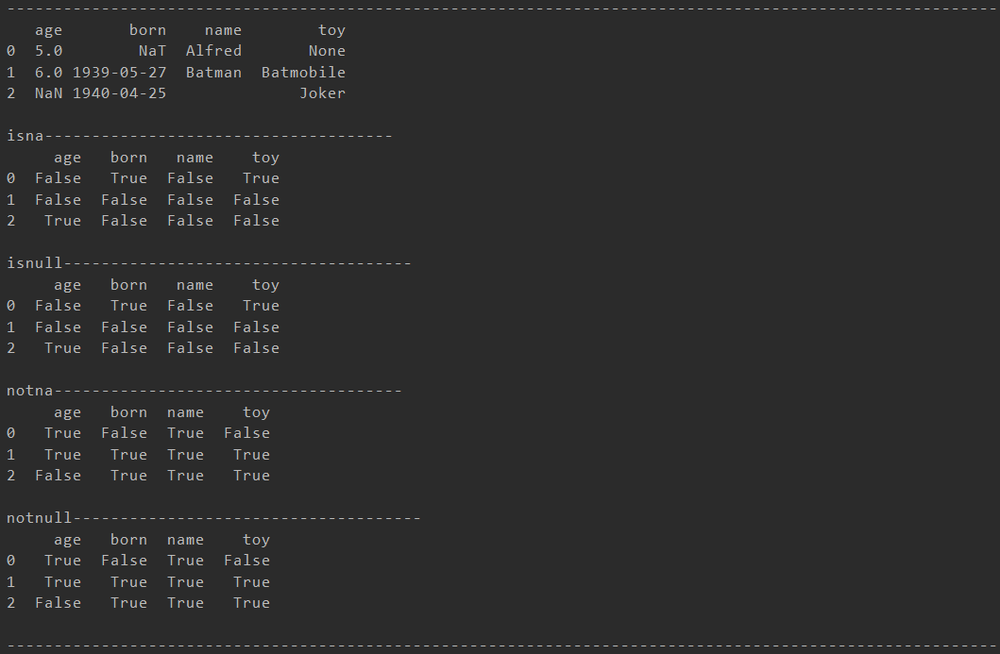 ---------------------------------------------------------------------------------------------------------
   age       born    name        toy
0  5.0        NaT  Alfred       None
1  6.0 1939-05-27  Batman  Batmobile
2  NaN 1940-04-25              Joker
isna-------------------------------------
     age   born   name    toy
0  False   True  False   True
1  False  False  False  False
2   True  False  False  False
isnull-------------------------------------
     age   born   name    toy
0  False   True  False   True
1  False  False  False  False
2   True  False  False  False
notna-------------------------------------
     age   born  name    toy
0   True  False  True  False
1   True   True  True   True
2  False   True  True   True
notnull-------------------------------------
     age   born  name    toy
0   True  False  True  False
1   True   True  True   True
2  False   True  True   True
---------------------------------------------------------------------------------------------------------